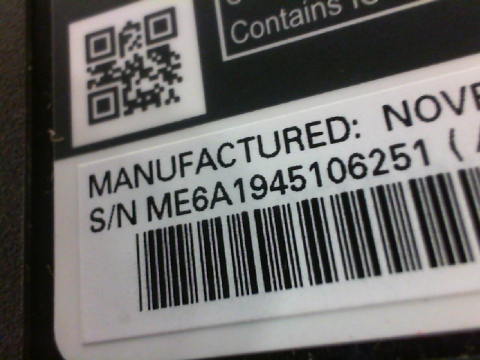 Contains
MANUFACTURED:
S/N ME6A1945106251 (